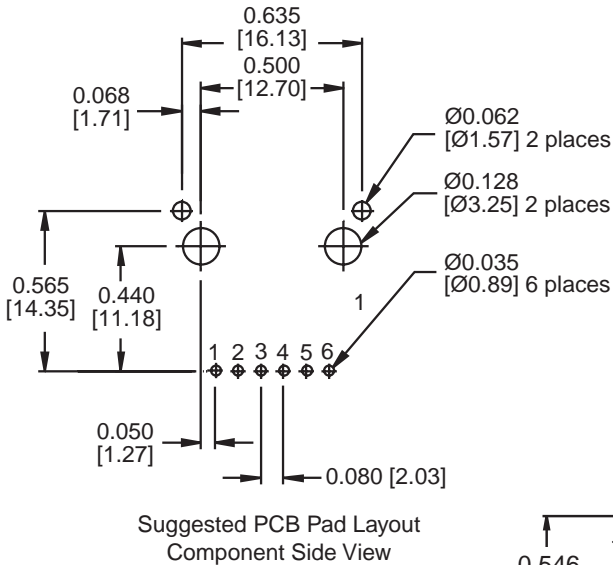 0.635
[16.13]
0.500
[12.70]
0.068
[1.71]
Ø0.062
[Ø1.57] 2 places
Ø0.128
[Ø3.25] 2 places
Ø0.035
[Ø0.89] 6 places
0.565
[14.35]
0.440
[11.18]
1
1 2 3 4 5 6
0.050
[1.27]
0.080 [2.03]
Suggested PCB Pad Layout
Component Side View
0.546